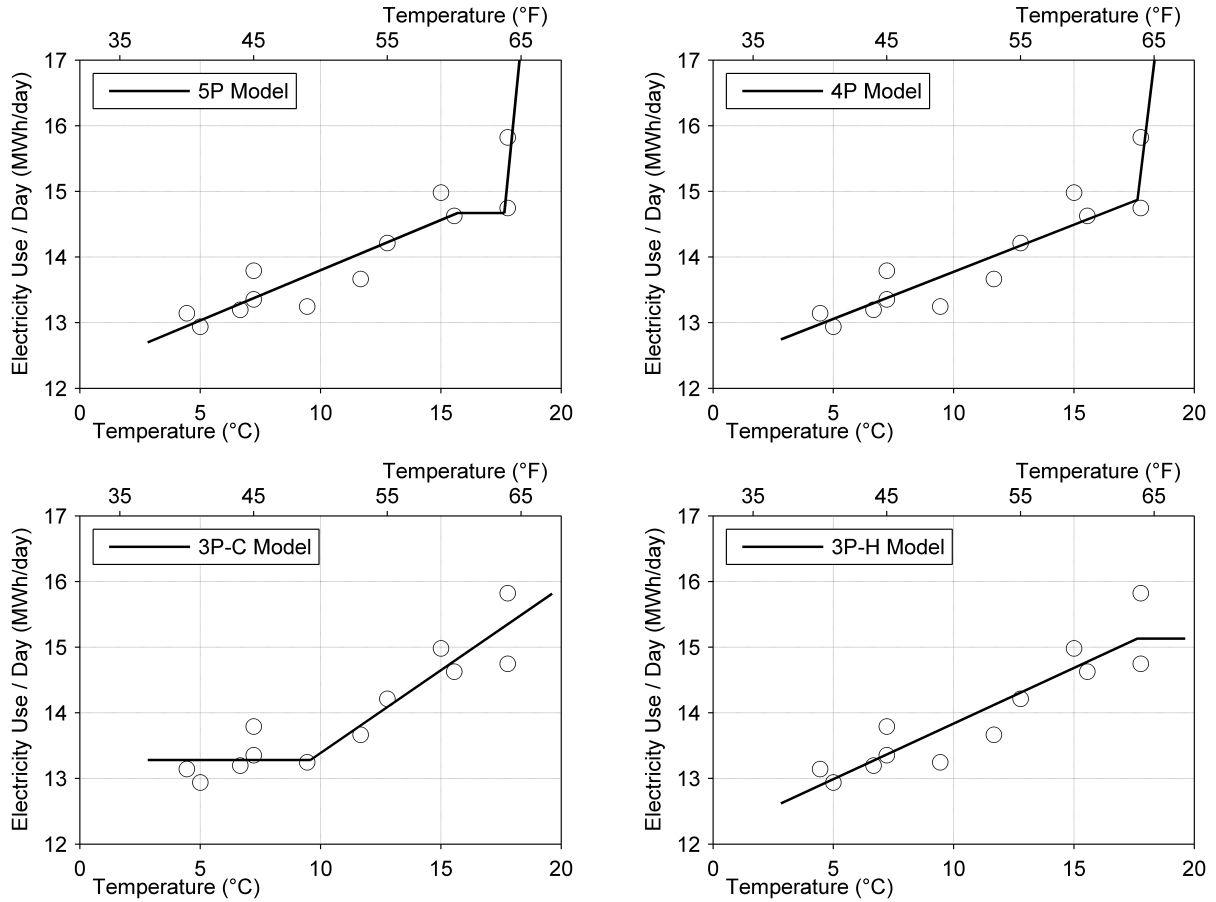 Temperature (°F)
35 45 55 65
17
16
15
14
13
12
Electricity Use / Day (MWh/day)
5P Model
0 5 10 15 20
Temperature (°C)
Temperature (°F)
35 45 55 65
17
16
15
14
13
12
Electricity Use / Day (MWh/day)
4P Model
0 5 10 15 20
Temperature (°C)
Temperature (°F)
35 45 55 65
17
16
15
14
13
12
Electricity Use / Day (MWh/day)
3P-C Model
0 5 10 15 20
Temperature (°C)
Temperature (°F)
35 45 55 65
17
16
15
14
13
12
Electricity Use / Day (MWh/day)
3P-H Model
0 5 10 15 20
Temperature (°C)